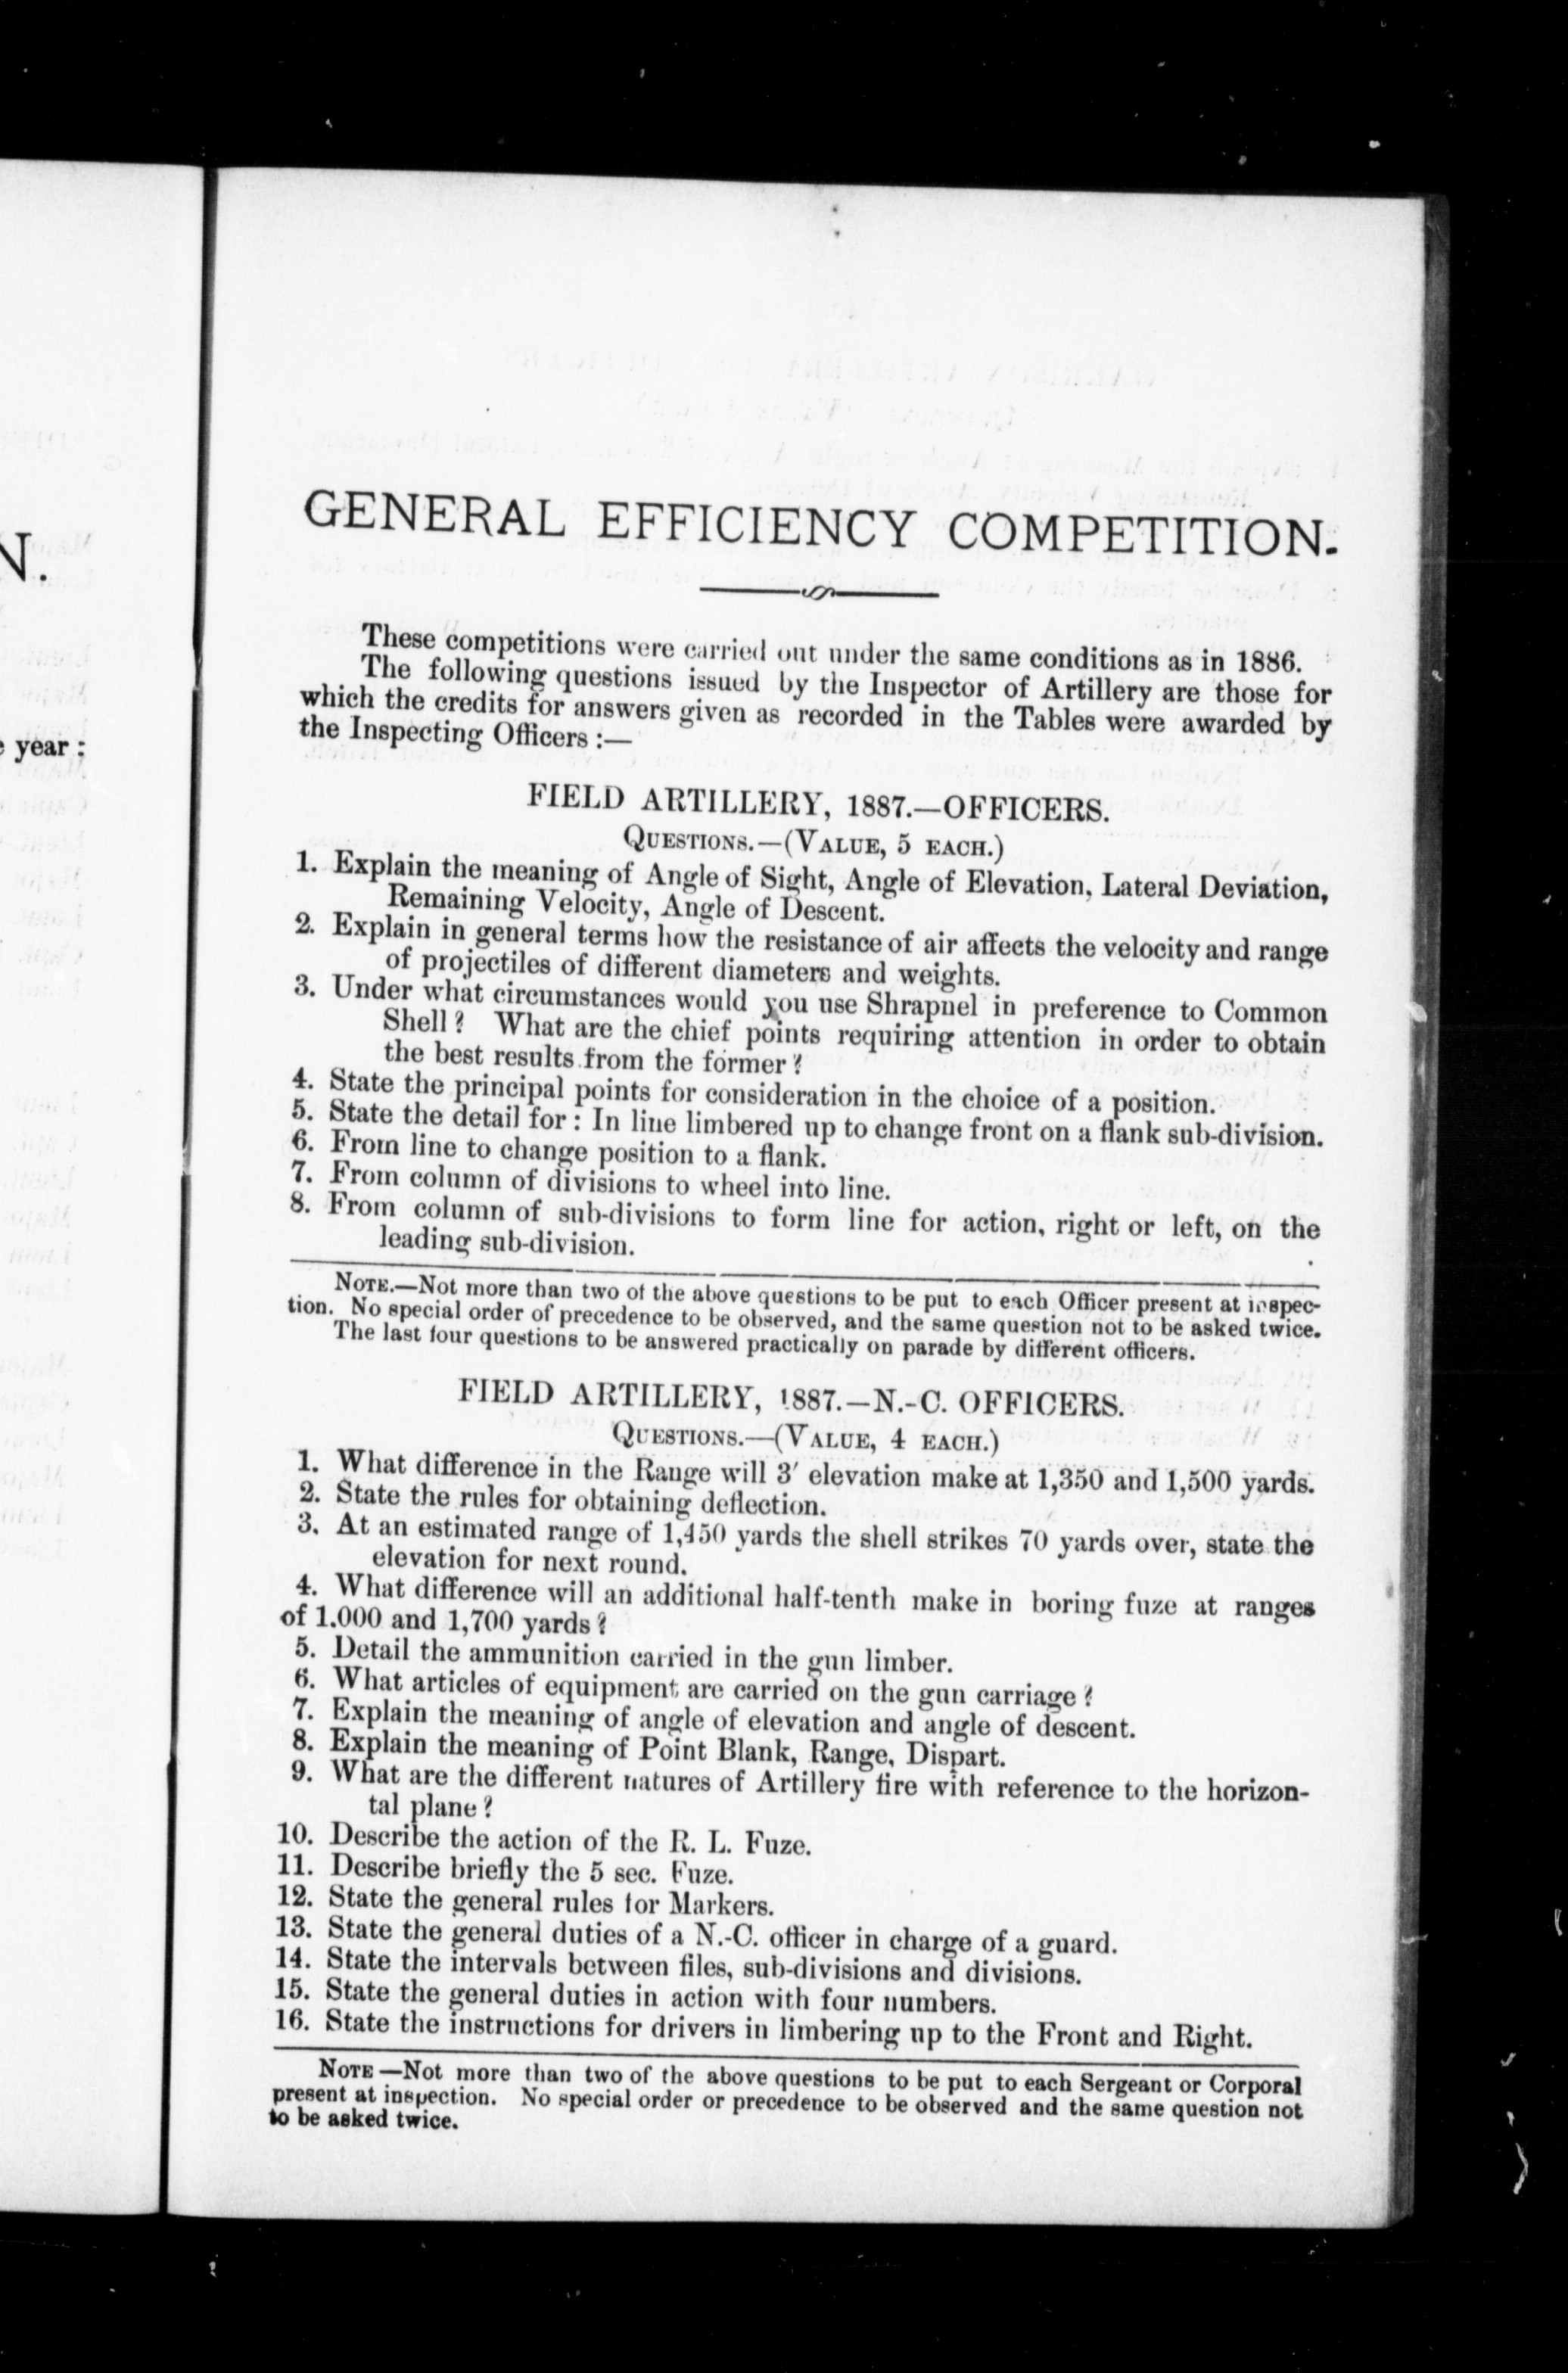 N.
year :
GENERAL EFFICIENCY COMPETITION.
These competitions were carried out under the same conditions as in 1886.
The following questions issued by the Inspector of Artillery are those for
which the credits for answers given as recorded in the Tables were awarded by
the Inspecting Officers :—
FIELD ARTILLERY, 1887.—OFFICERS.
QUESTIONS.—(VALUE, 5 EACH.)
1. Explain the meaning of Angle of Sight, Angle of Elevation, Lateral Deviation,
Remaining Velocity, Angle of Descent.
2. Explain in general terms how the resistance of air affects the velocity and range
of projectiles of different diameters and weights.
3. Under what circumstances would you use Shrapnel in preference to Common
Shell? What are the chief points requiring attention in order to obtain
the best results from the former?
4. State the principal points for consideration in the choice of a position.
5. State the detail for : In line limbered up to change front on a flank sub-division.
6. From line to change position to a flank.
7. From column of divisions to wheel into line.
8. From column of sub-divisions to form line for action, right or left, on the
leading sub-division.
NOTE.—Not more than two of the above questions to be put to each Officer present at inspec-
tion. No special order of precedence to be observed, and the same question not to be asked twice.
The last four questions to be answered practically on parade by different officers.
FIELD ARTILLERY, 1887.—N.-C. OFFICERS.
QUESTIONS.—(VALUE, 4 EACH.)
1. What difference in the Range will 3′ elevation make at 1,350 and 1,500 yards.
2. State the rules for obtaining deflection.
3. At an estimated range of 1,450 yards the shell strikes 70 yards over, state the
elevation for next round.
4. What difference will an additional half-tenth make in boring fuze at ranges
of 1.000 and 1,700 yards?
5. Detail the ammunition carried in the gun limber.
6. What articles of equipment are carried on the gun carriage?
7. Explain the meaning of angle of elevation and angle of descent.
8. Explain the meaning of Point Blank, Range, Dispart.
9. What are the different natures of Artillery fire with reference to the horizon-
tal plane?
10. Describe the action of the R. L. Fuze.
11. Describe briefly the 5 sec. Fuze.
12. State the general rules for Markers.
13. State the general duties of a N.-C. officer in charge of a guard.
14. State the intervals between files, sub-divisions and divisions.
15. State the general duties in action with four numbers.
16. State the instructions for drivers in limbering up to the Front and Right.
NOTE—Not more than two of the above questions to be put to each Sergeant or Corporal
present at inspection. No special order or precedence to be observed and the same question not
to be asked twice.